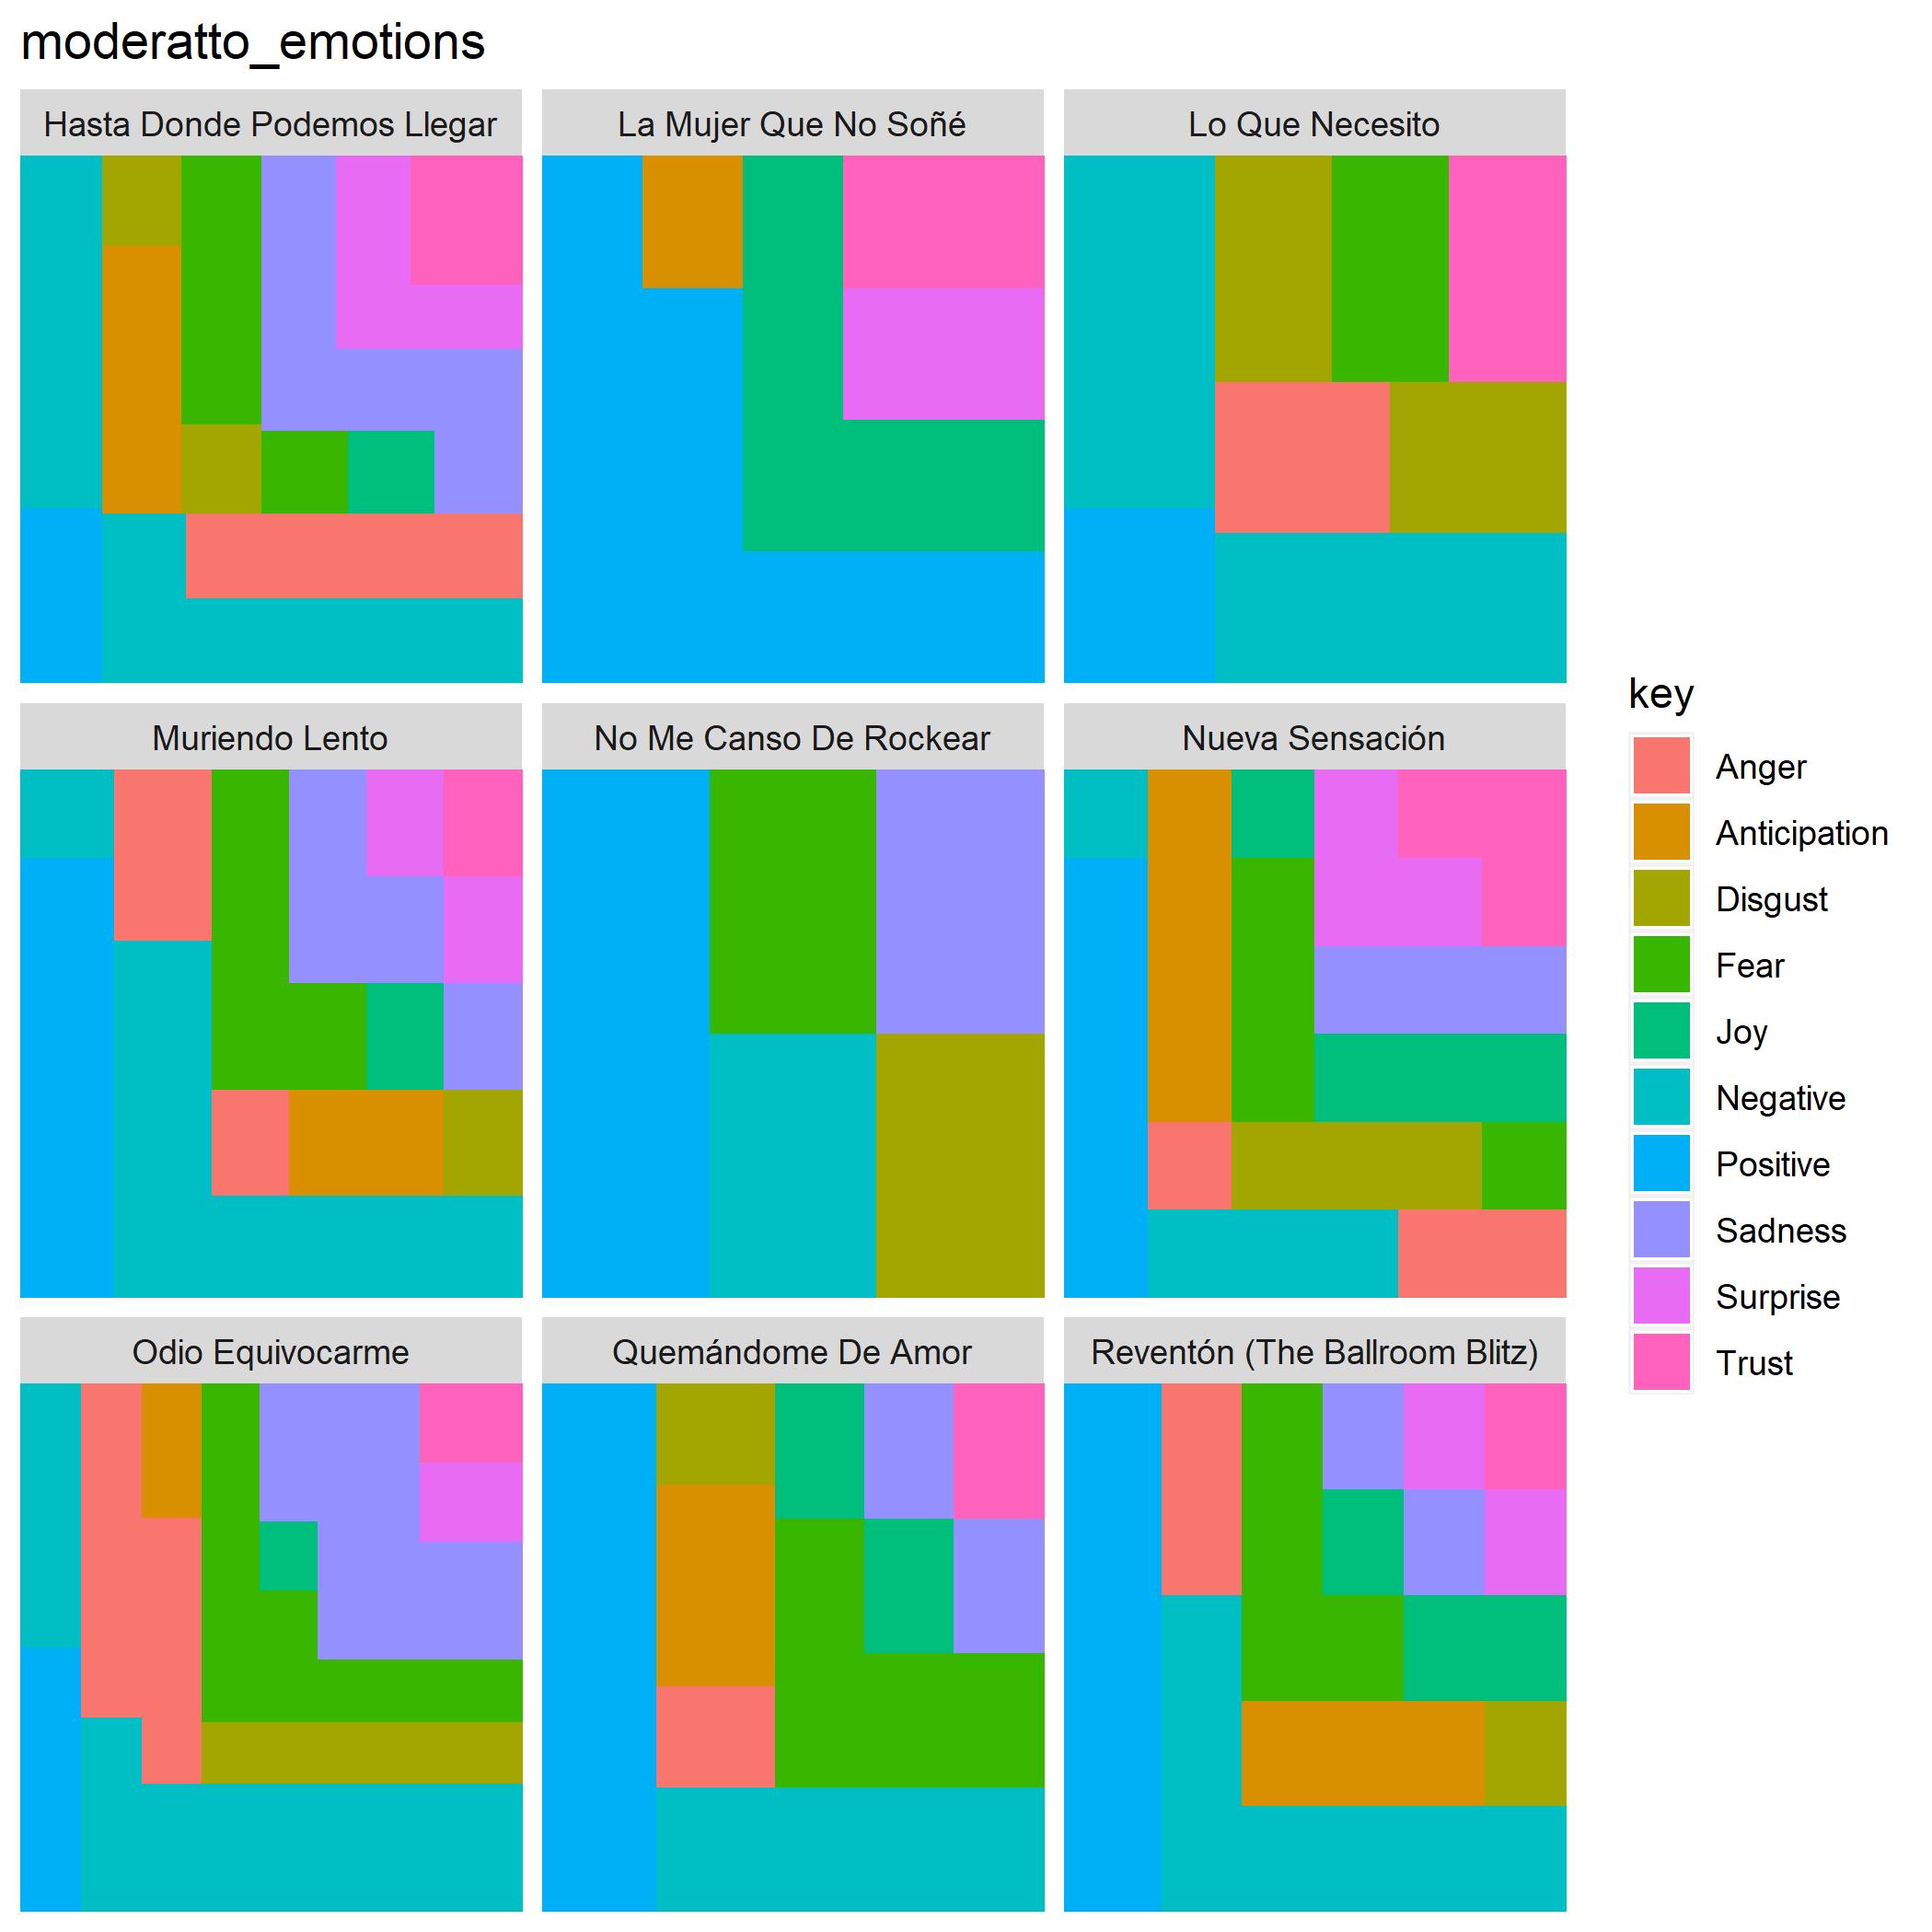 moderatto_emotions
Hasta Donde Podemos Llegar
La Mujer Que No Soñé
Lo Que Necesito
Muriendo Lento
No Me Canso De Rockear
Nueva Sensación
Odio Equivocarme
Quemándome De Amor
Reventón (The Ballroom Blitz)
key
Anger
Anticipation
Disgust
Fear
Joy
Negative
Positive
Sadness
Surprise
Trust